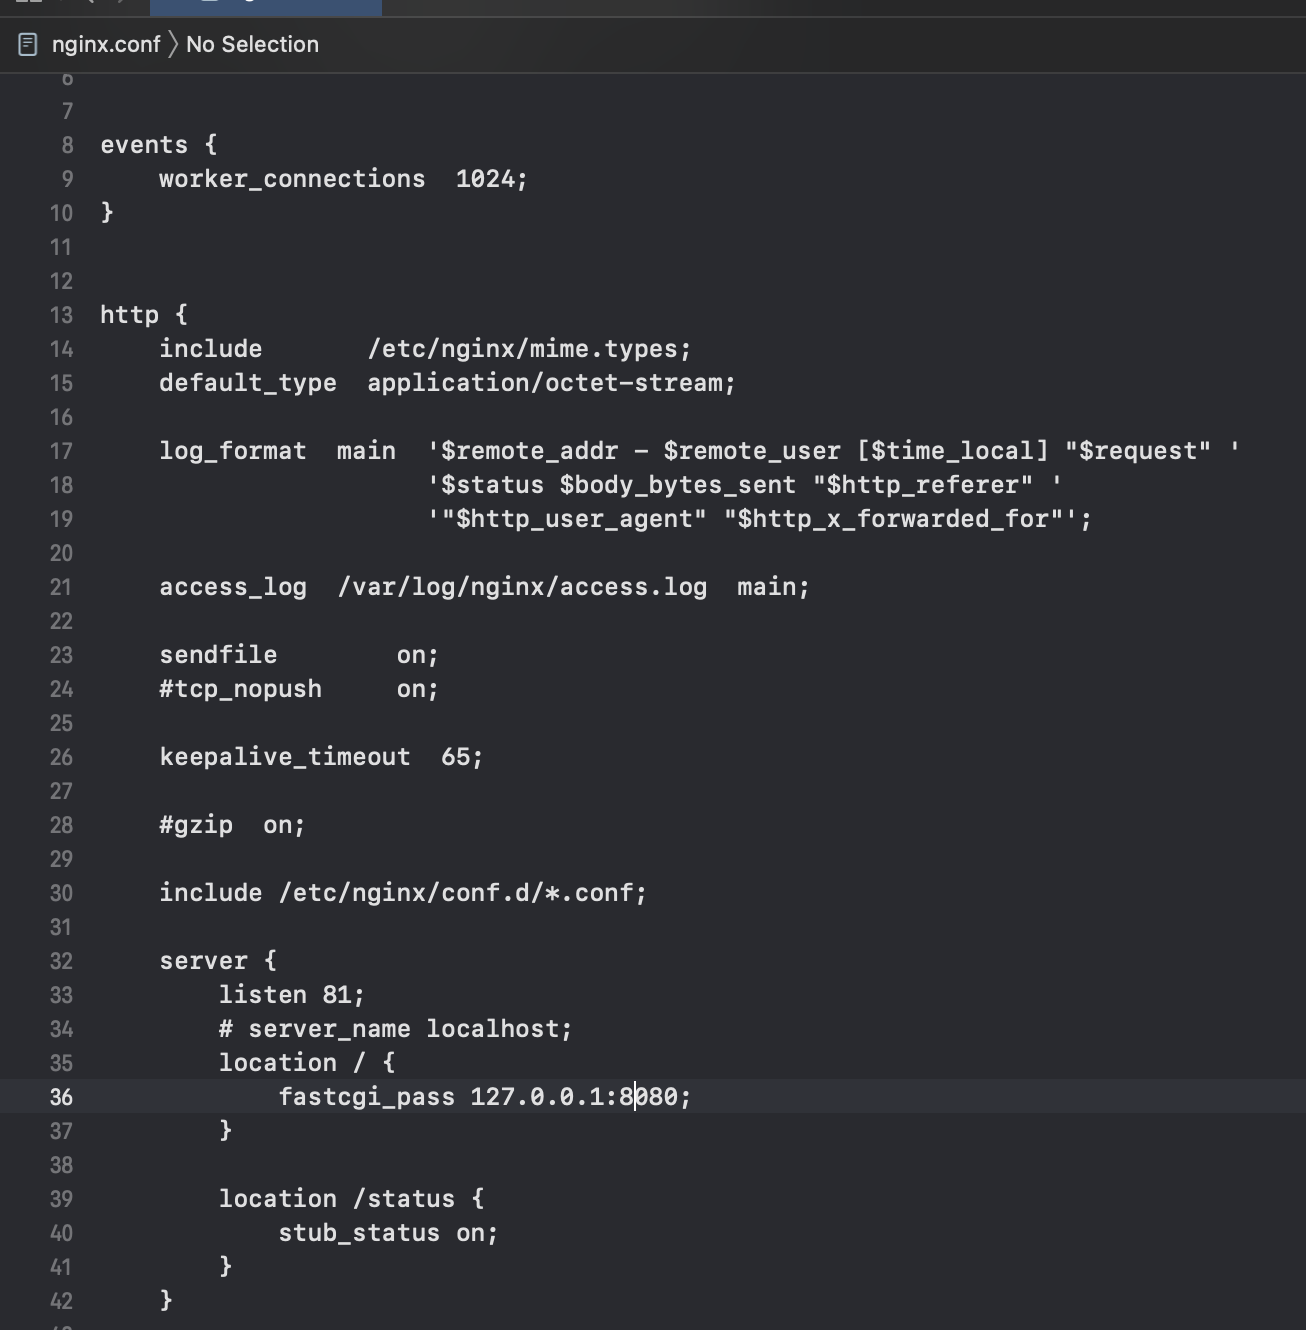 nginx.conf 〉 No Selection
6
7
8 events {
9     worker_connections  1024;
10 }
11
12
13 http {
14     include       /etc/nginx/mime.types;
15     default_type  application/octet-stream;
16
17     log_format  main  '$remote_addr - $remote_user [$time_local] "$request" '
18                       '$status $body_bytes_sent "$http_referer" '
19                       '"$http_user_agent" "$http_x_forwarded_for"';
20
21     access_log  /var/log/nginx/access.log  main;
22
23     sendfile        on;
24     #tcp_nopush     on;
25
26     keepalive_timeout  65;
27
28     #gzip  on;
29
30     include /etc/nginx/conf.d/*.conf;
31
32     server {
33         listen 81;
34         # server_name localhost;
35         location / {
36             fastcgi_pass 127.0.0.1:8080;
37         }
38
39         location /status {
40             stub_status on;
41         }
42     }